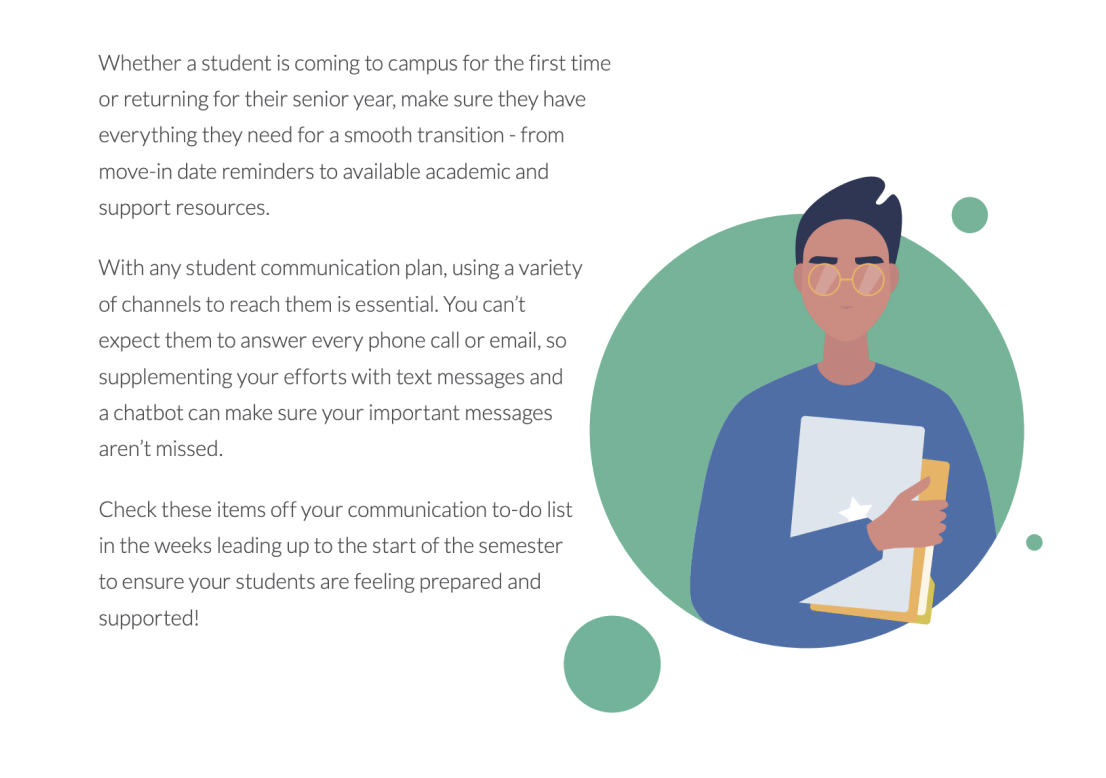 Whether a student is coming to campus for the first time
or returning for their senior year, make sure they have
everything they need for a smooth transition - from
move-in date reminders to available academic and
support resources.
With any student communication plan, using a variety
of channels to reach them is essential. You can’t
expect them to answer every phone call or email, so
supplementing your efforts with text messages and
a chatbot can make sure your important messages
aren’t missed.
Check these items off your communication to-do list
in the weeks leading up to the start of the semester
to ensure your students are feeling prepared and
supported!